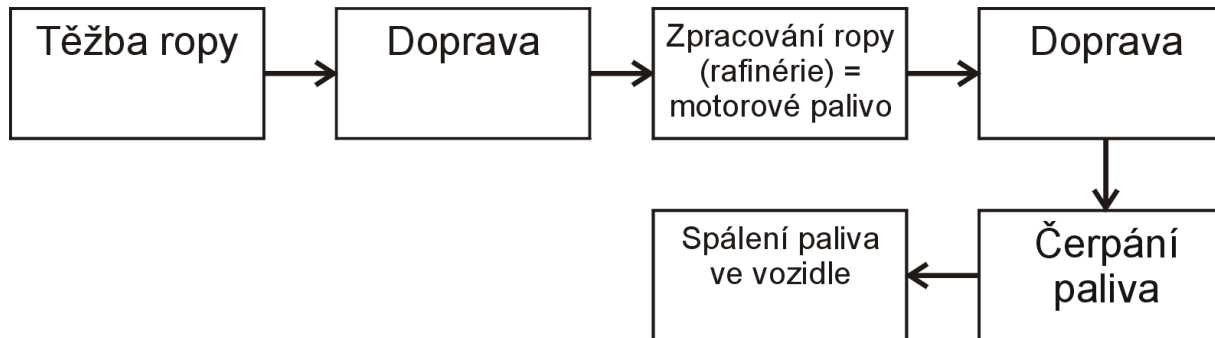 Těžba ropy
Doprava
Zpracování ropy
(rafinérie) =
motorové palivo
Doprava
Čerpání
paliva
Spálení paliva
ve vozidle